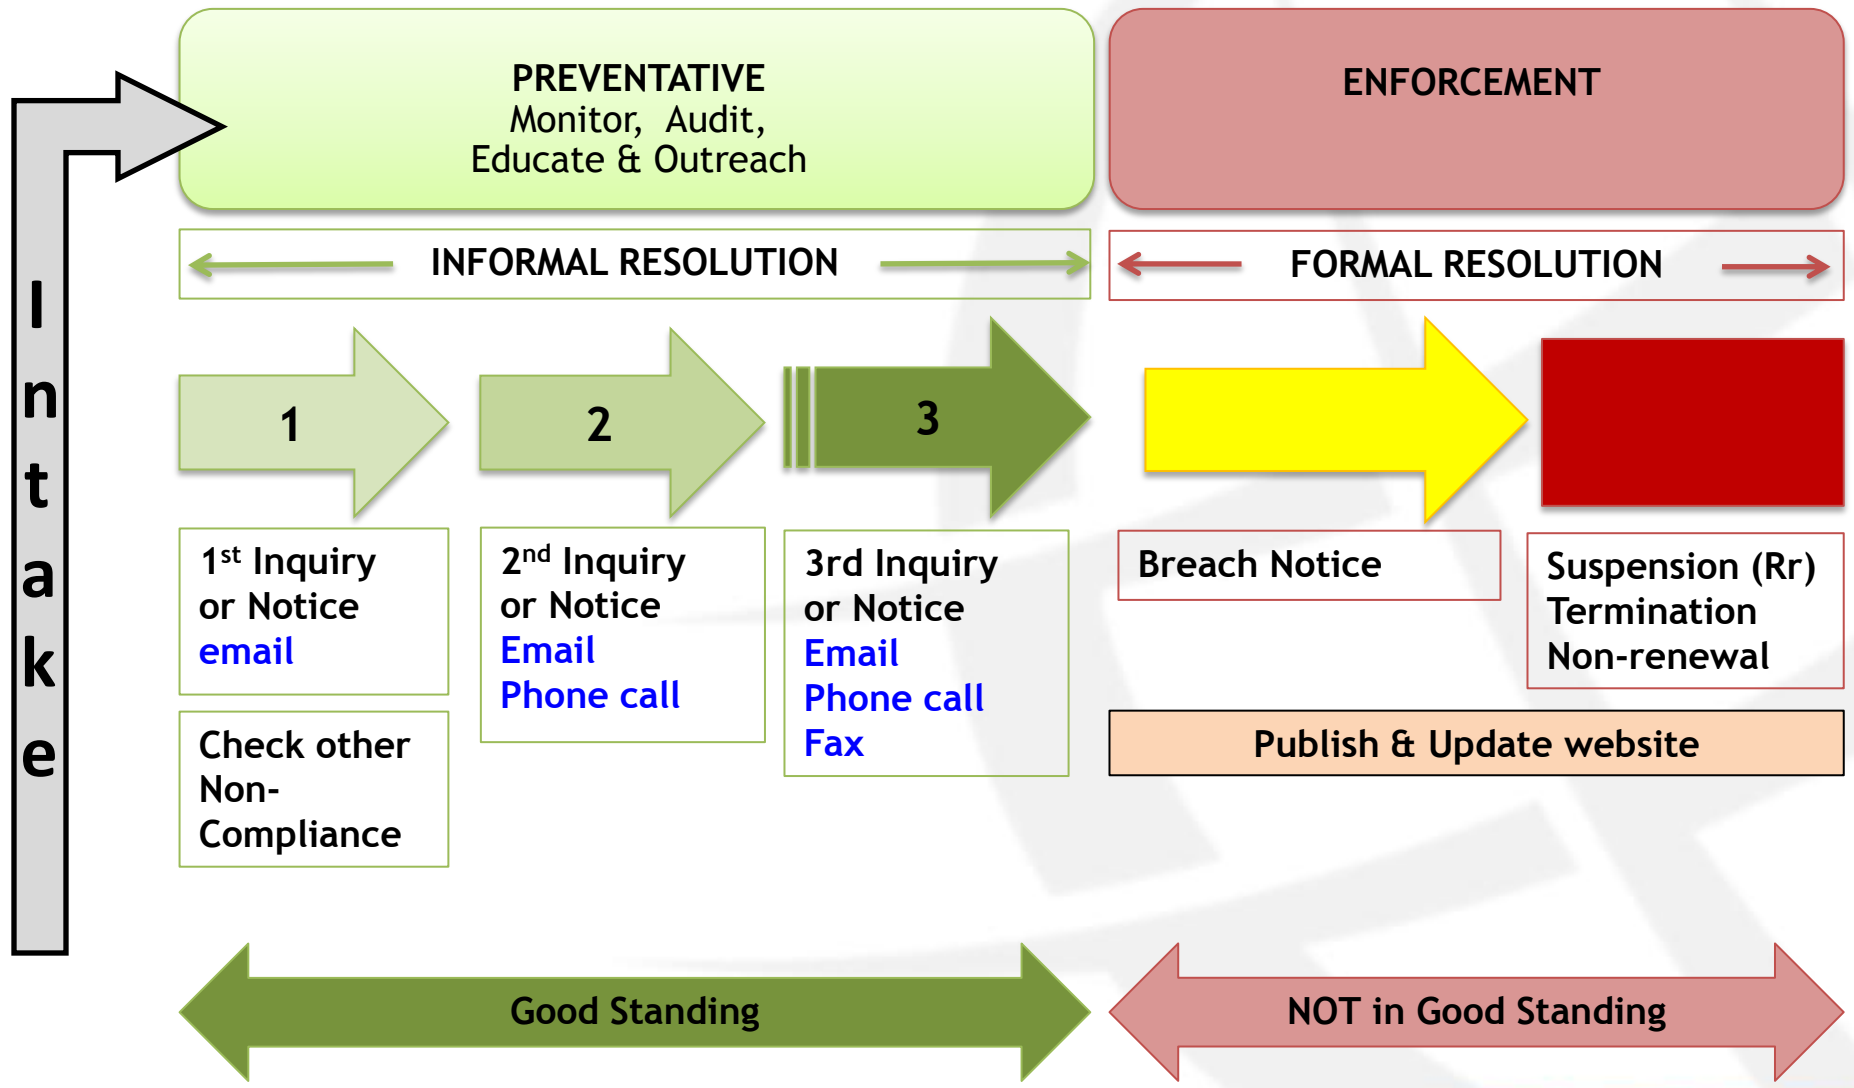 Intake
PREVENTATIVE
Monitor, Audit,
Educate & Outreach
ENFORCEMENT
INFORMAL RESOLUTION
FORMAL RESOLUTION
1
2
3
1st Inquiry
or Notice
email
Check other
Non-
Compliance
2nd Inquiry
or Notice
Email
Phone call
3rd Inquiry
or Notice
Email
Phone call
Fax
Breach Notice
Suspension (Rr)
Termination
Non-renewal
Publish & Update website
Good Standing
NOT in Good Standing